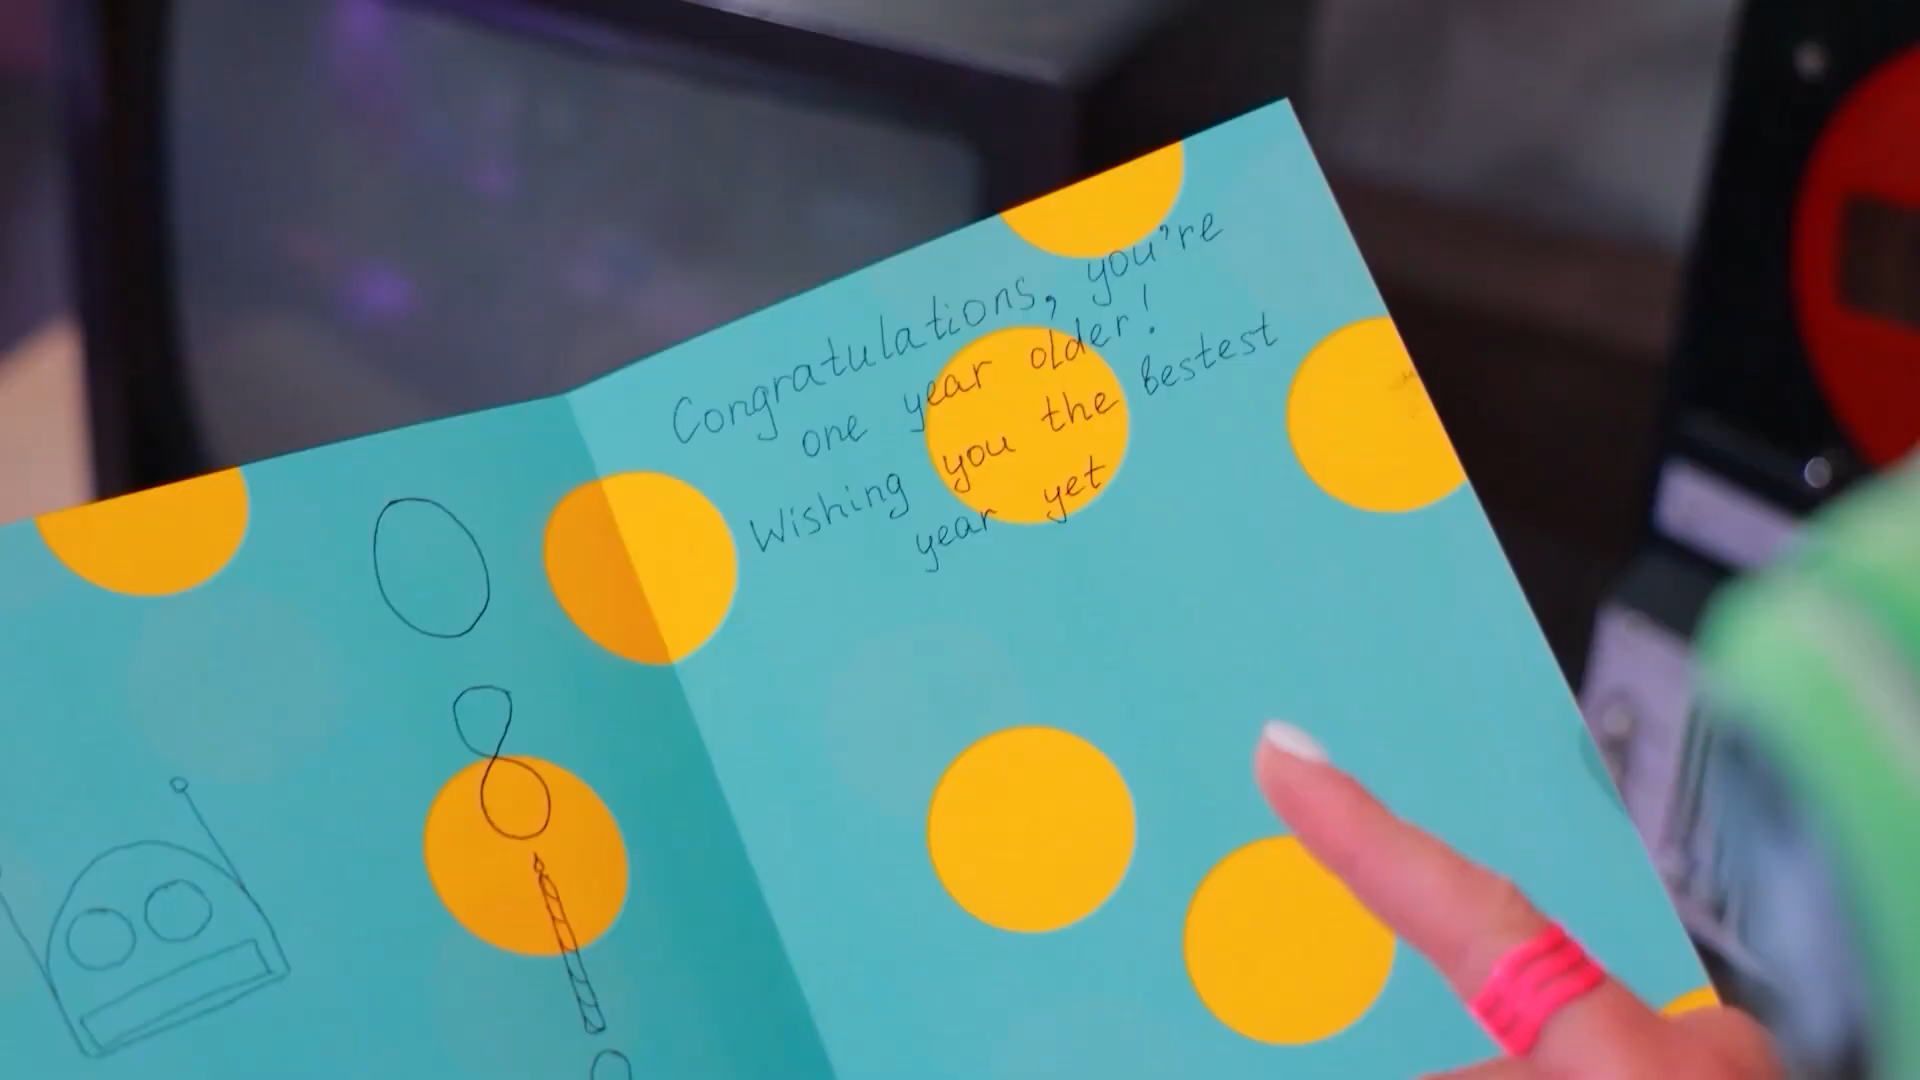 Congratulations, you're
one year older!
Wishing you the bestest
year yet